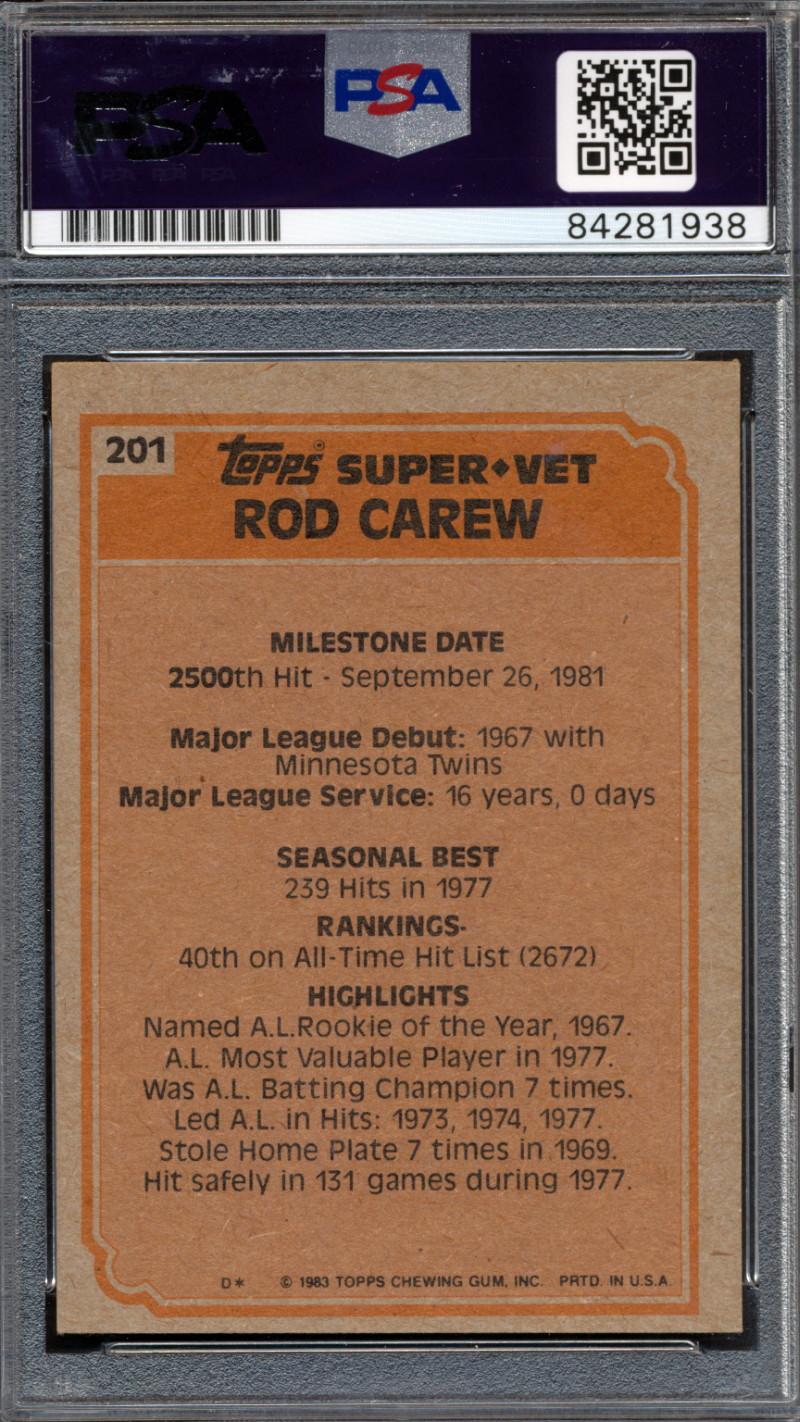 PSA
PSA
PSA PSA PSA
84281938
201
Topps® SUPER◆VET
ROD CAREW
MILESTONE DATE
2500th Hit - September 26, 1981
Major League Debut: 1967 with
Minnesota Twins
Major League Service: 16 years, 0 days
SEASONAL BEST
239 Hits in 1977
RANKINGS-
40th on All-Time Hit List (2672)
HIGHLIGHTS
Named A.L.Rookie of the Year, 1967.
A.L. Most Valuable Player in 1977.
Was A.L. Batting Champion 7 times.
Led A.L. in Hits: 1973, 1974, 1977.
Stole Home Plate 7 times in 1969.
Hit safely in 131 games during 1977.
D* © 1983 TOPPS CHEWING GUM, INC. PRTD. IN U.S.A.